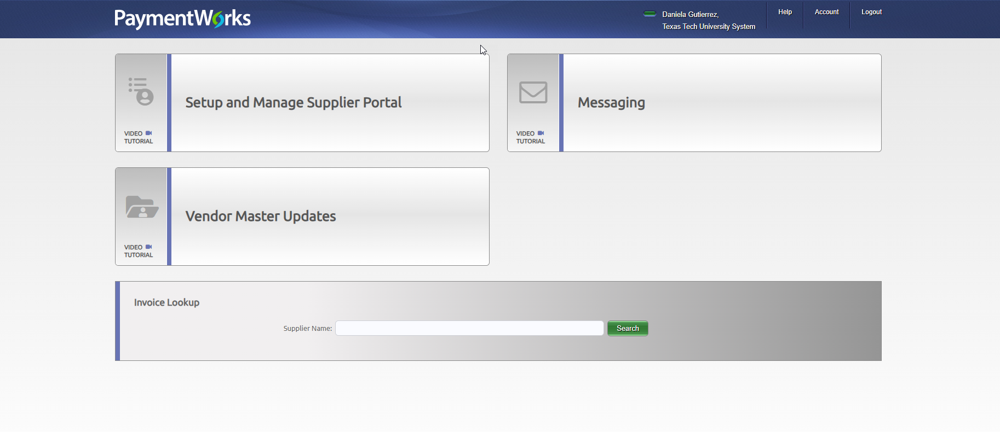 PaymentWorks
Daniela Gutierrez,
Texas Tech University System
Help
Account
Logout
Setup and Manage Supplier Portal
VIDEO
TUTORIAL
Messaging
VIDEO
TUTORIAL
Vendor Master Updates
VIDEO
TUTORIAL
Invoice Lookup
Supplier Name:
Search